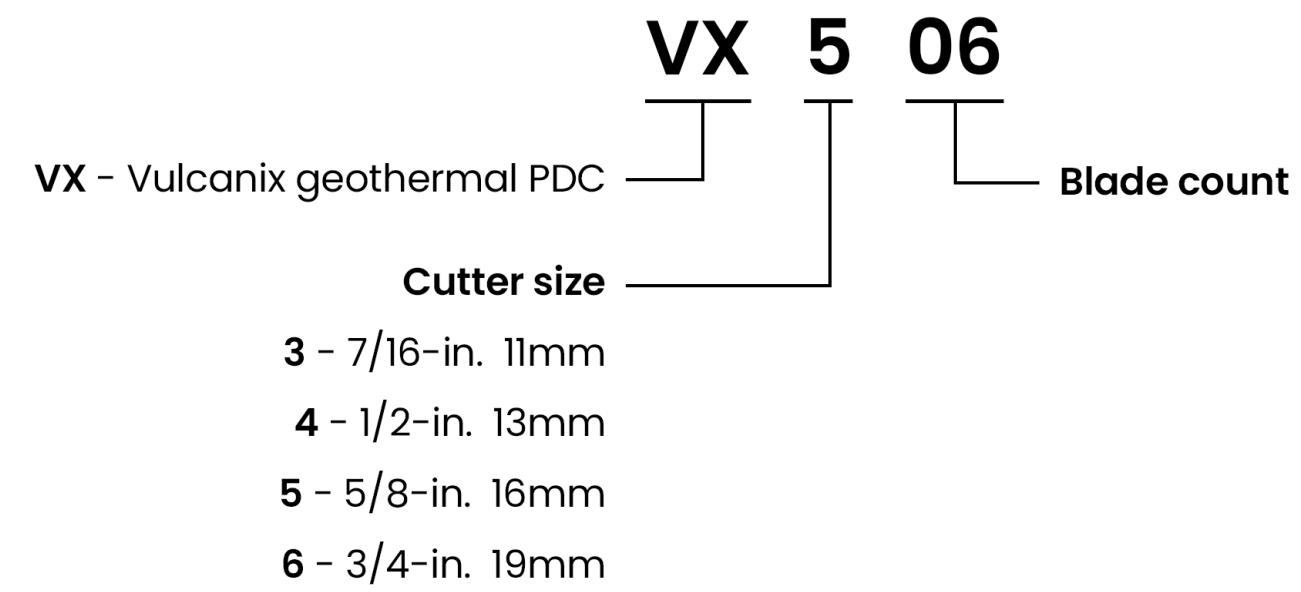 VX 5 06
VX - Vulcanix geothermal PDC
Blade count
Cutter size
3 - 7/16-in. 11mm
4 - 1/2-in. 13mm
5 - 5/8-in. 16mm
6 - 3/4-in. 19mm